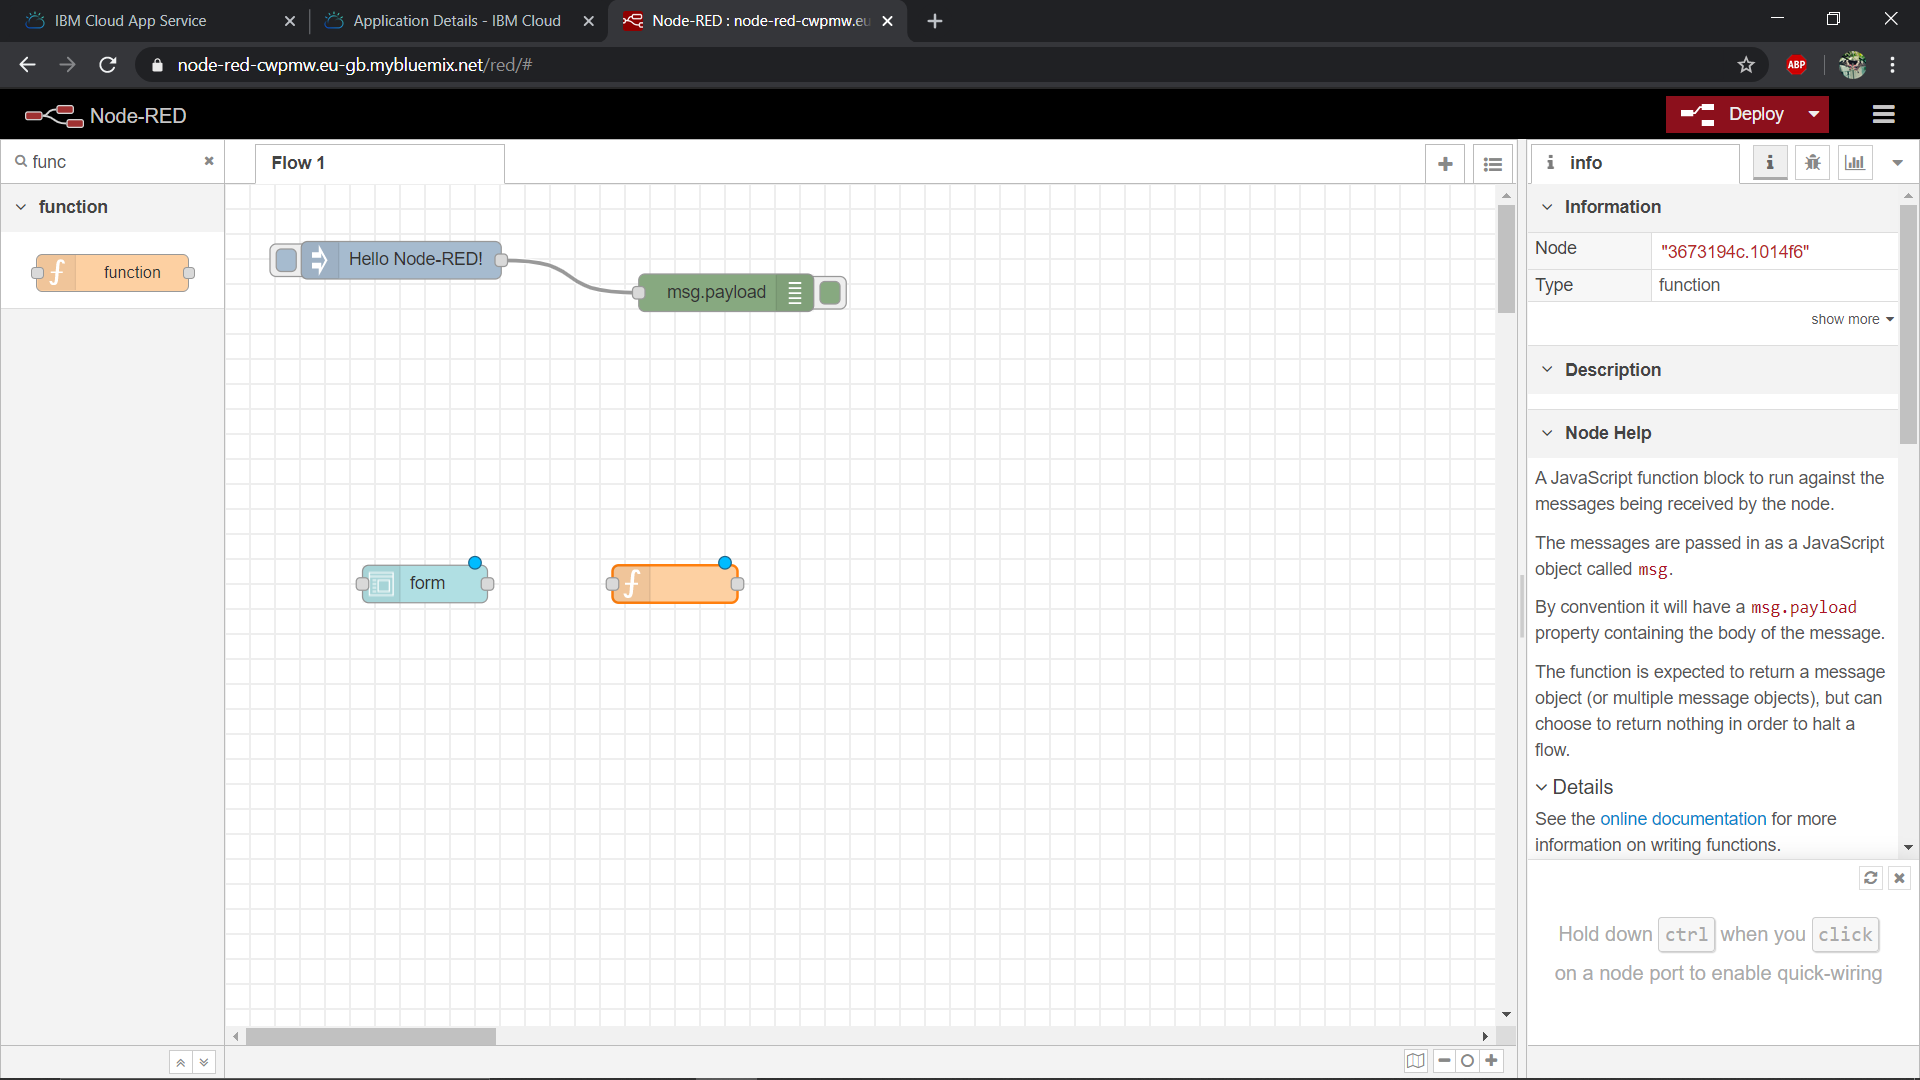 IBM Cloud App Service
Application Details - IBM Cloud
Node-RED : node-red-cwpmw.eu
node-red-cwpmw.eu-gb.mybluemix.net/red/#
ABP
Node-RED
Deploy
func
Flow 1
i info
i
function
function
Hello Node-RED!
msg.payload
form
Information
Node "3673194c.1014f6"
Type function
show more
Description
Node Help
A JavaScript function block to run against the
messages being received by the node.
The messages are passed in as a JavaScript
object called msg.
By convention it will have a msg.payload
property containing the body of the message.
The function is expected to return a message
object (or multiple message objects), but can
choose to return nothing in order to halt a
flow.
Details
See the online documentation for more
information on writing functions.
Hold down ctrl when you click
on a node port to enable quick-wiring